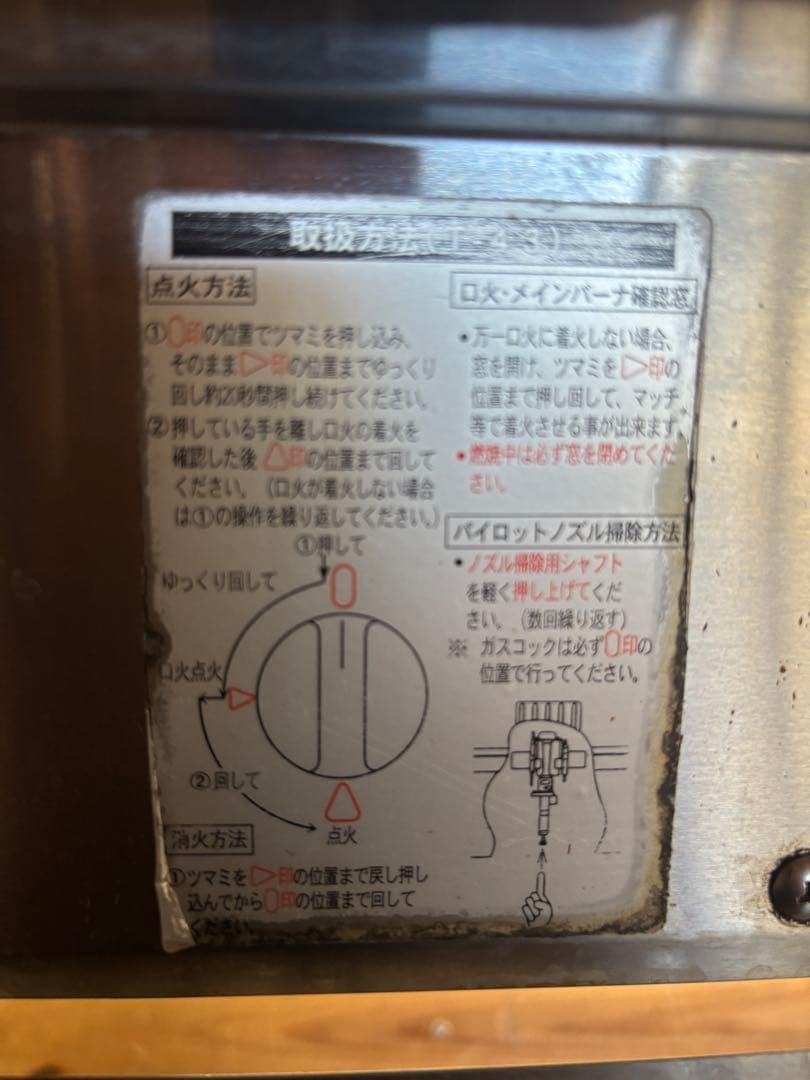 取扱方法(T-43)
点火方法
①0印の位置でツマミを押し込み、
そのまま▷印の位置までゆっくり
回し約20秒間押し続けてください。
②押している手を離し口火の着火を
確認した後△印の位置まで回して
ください。(口火が着火しない場合
は①の操作を繰り返してください。)
①押して
ゆっくり回して
0
口火点火
▷
②回して
△
点火
消火方法
①ツマミを▷印の位置まで戻し押し
込んでから0印の位置まで回して
ください。
口火・メインバーナ確認窓
•万一口火に着火しない場合、
窓を開け、ツマミを▷印の
位置まで押し回して、マッチ
等で着火させる事が出来ます。
•燃焼中は必ず窓を閉めてくだ
さい。
パイロットノズル掃除方法
•ノズル掃除用シャフト
を軽く押し上げてくだ
さい。(数回繰り返す)
※ ガスコックは必ず0印の
位置で行ってください。